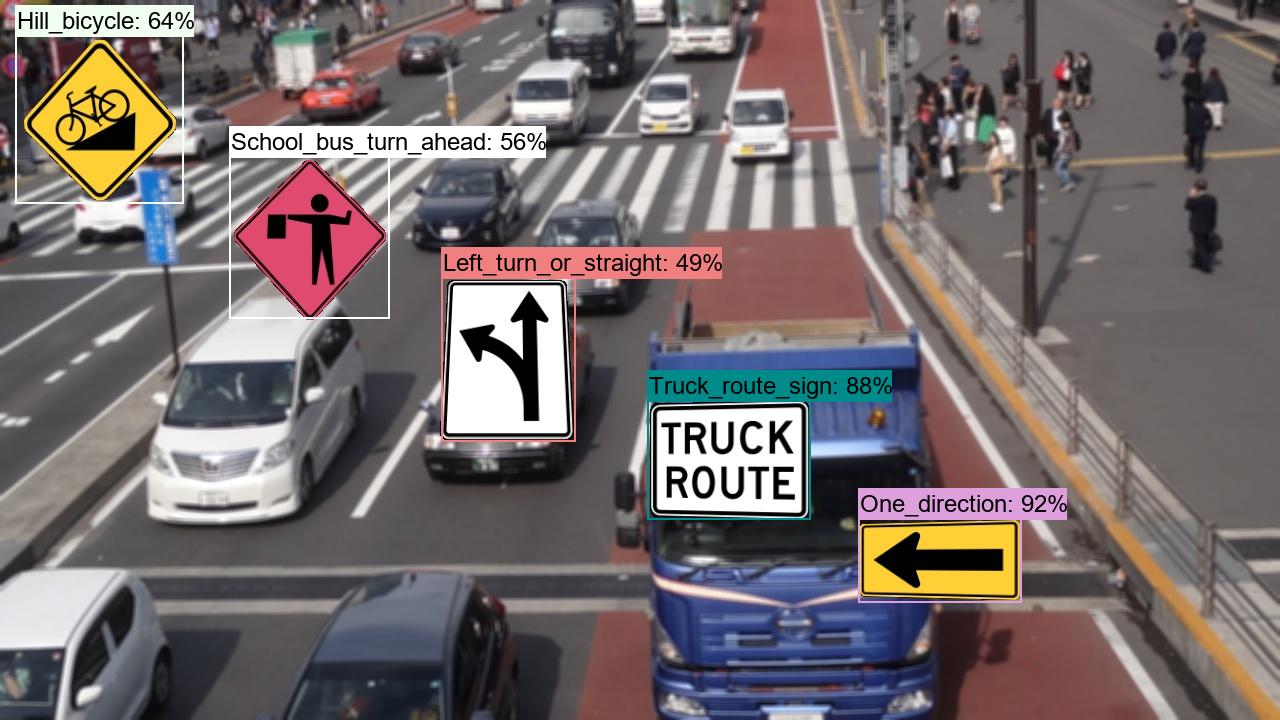 Hill_bicycle: 64%
School_bus_turn_ahead: 56%
Left_turn_or_straight: 49%
Truck_route_sign: 88%
TRUCK
ROUTE
One_direction: 92%